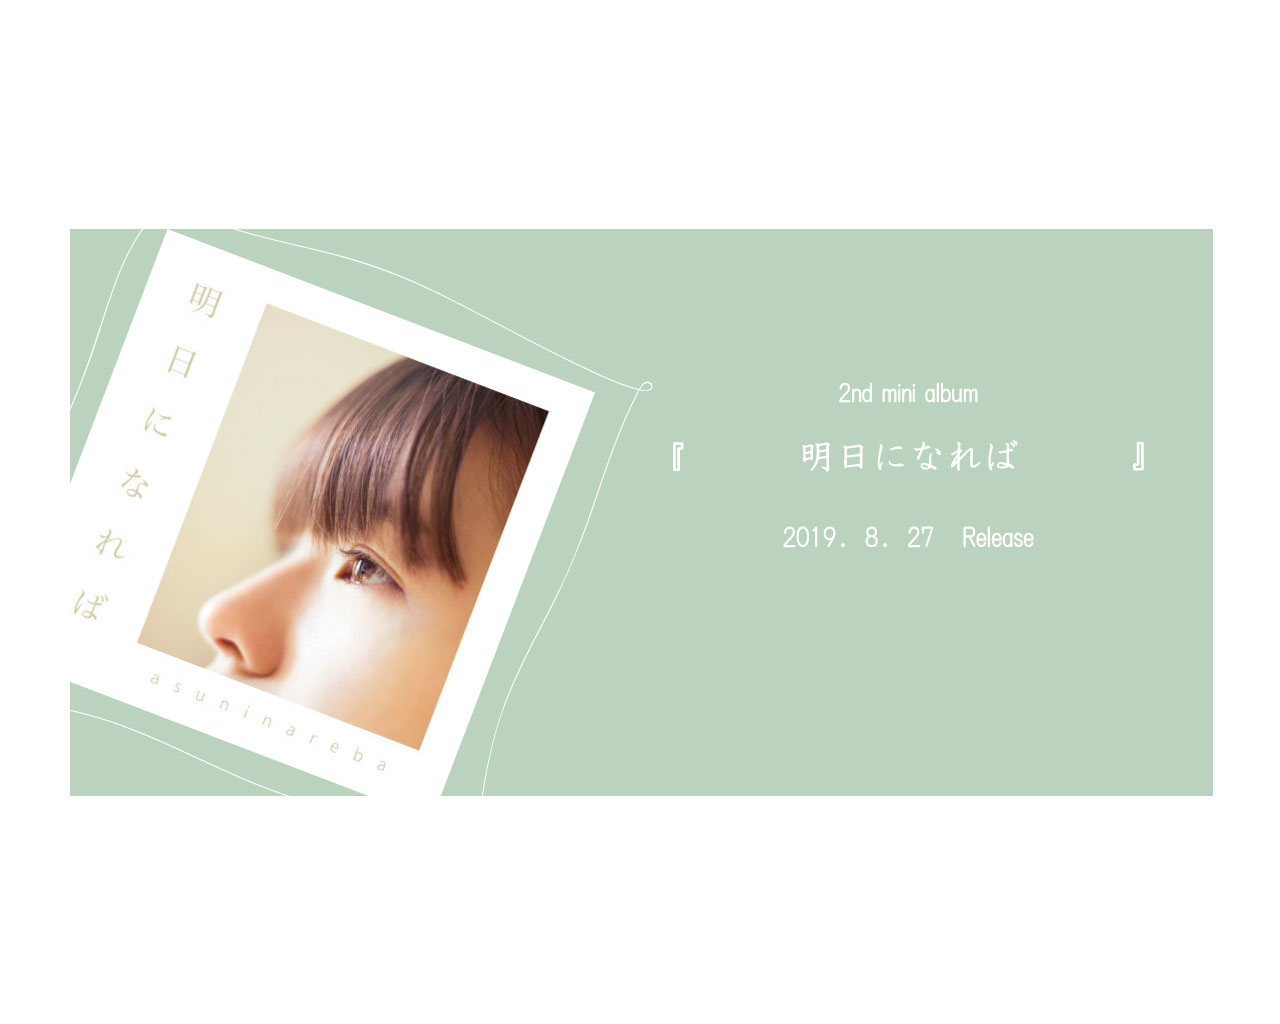 明日になれば
asuninareba
2nd mini album
『 明日になれば 』
2019. 8. 27 Release